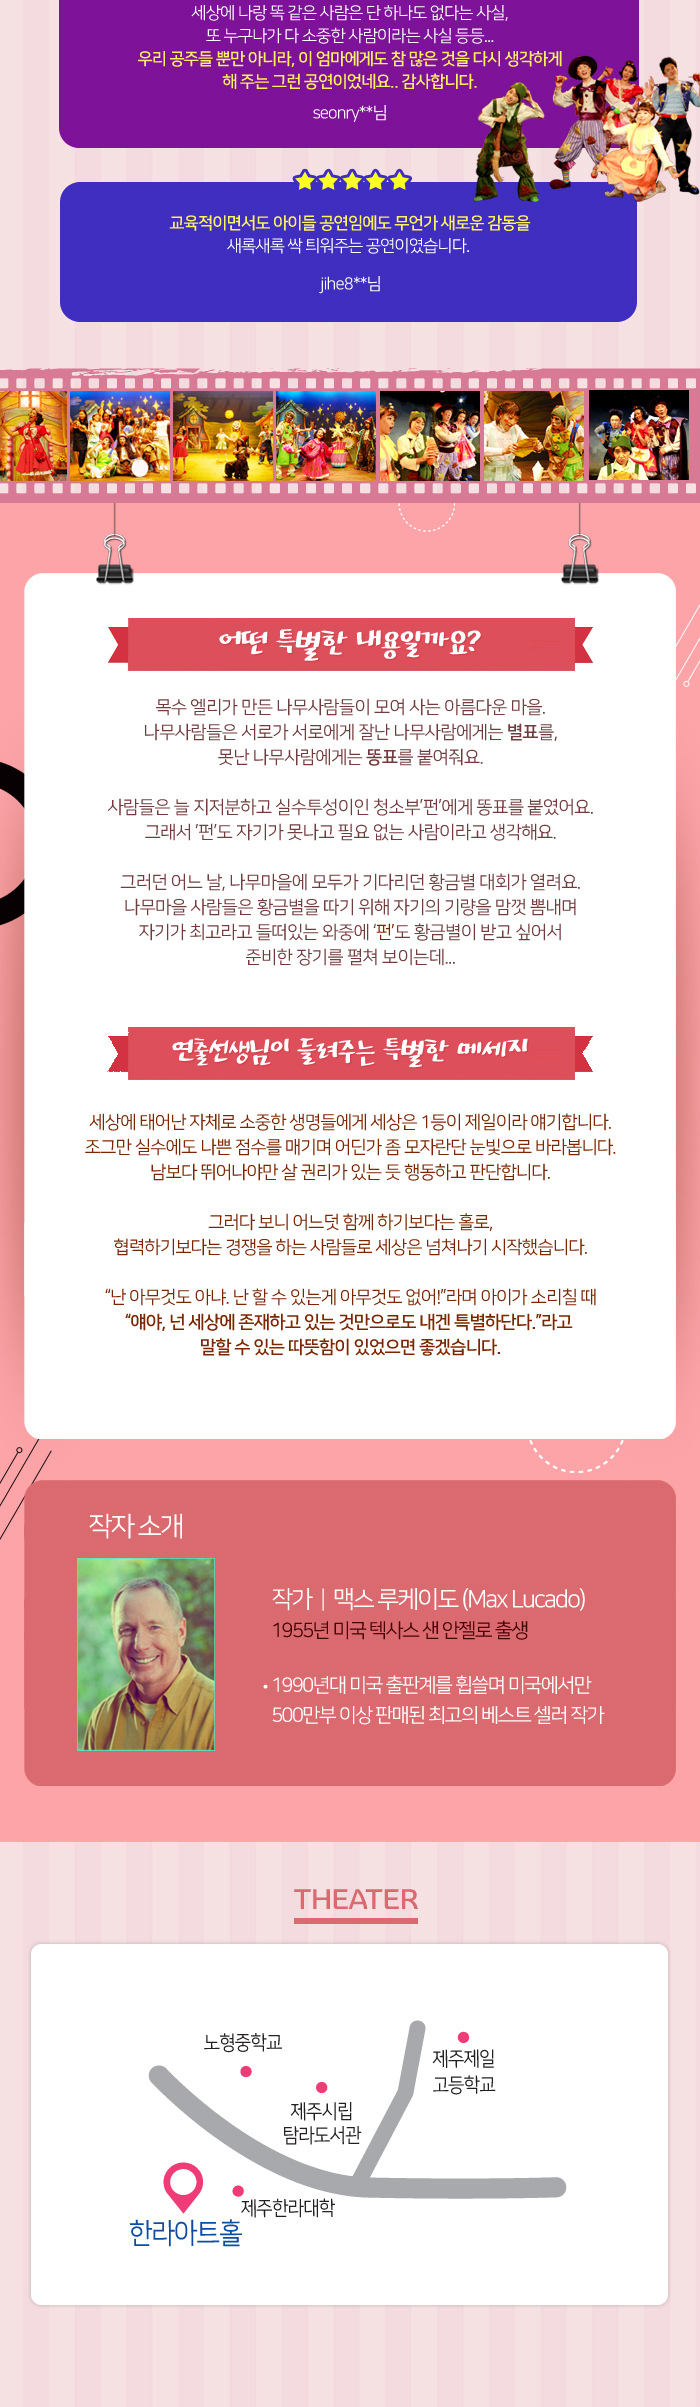 세상에 나랑 똑 같은 사람은 단 하나도 없다는 사실,
또 누구나가 다 소중한 사람이라는 사실 등등...
우리 공주들 뿐만 아니라, 이 엄마에게도 참 많은 것을 다시 생각하게
해 주는 그런 공연이었네요.. 감사합니다.
seonry**님
교육적이면서도 아이들 공연임에도 무언가 새로운 감동을
새록새록 싹 틔워주는 공연이였습니다.
jihe8**님
어떤 특별한 내용일까요?
목수 엘리가 만든 나무사람들이 모여 사는 아름다운 마을.
나무사람들은 서로가 서로에게 잘난 나무사람에게는 별표를,
못난 나무사람에게는 똥표를 붙여줘요.
사람들은 늘 지저분하고 실수투성이인 청소부'펀'에게 똥표를 붙였어요.
그래서 '펀'도 자기가 못나고 필요 없는 사람이라고 생각해요.
그러던 어느 날, 나무마을에 모두가 기다리던 황금별 대회가 열려요.
나무마을 사람들은 황금별을 따기 위해 자기의 기량을 맘껏 뽐내며
자기가 최고라고 들떠있는 와중에 '펀'도 황금별이 받고 싶어서
준비한 장기를 펼쳐 보이는데...
연출선생님이 들려주는 특별한 메세지
세상에 태어난 자체로 소중한 생명들에게 세상은 1등이 제일이라 얘기합니다.
조그만 실수에도 나쁜 점수를 매기며 어딘가 좀 모자란단 눈빛으로 바라봅니다.
남보다 뛰어나야만 살 권리가 있는 듯 행동하고 판단합니다.
그러다 보니 어느덧 함께 하기보다는 홀로,
협력하기보다는 경쟁을 하는 사람들로 세상은 넘쳐나기 시작했습니다.
“난 아무것도 아냐. 난 할 수 있는게 아무것도 없어!”라며 아이가 소리칠 때
“얘야, 넌 세상에 존재하고 있는 것만으로도 내겐 특별하단다.”라고
말할 수 있는 따뜻함이 있었으면 좋겠습니다.
작자 소개
작가 | 맥스 루케이도 (Max Lucado)
1955년 미국 텍사스 샌 안젤로 출생
• 1990년대 미국 출판계를 휩쓸며 미국에서만
500만부 이상 판매된 최고의 베스트 셀러 작가
THEATER
노형중학교
제주제일
고등학교
제주시립
탐라도서관
제주한라대학
한라아트홀